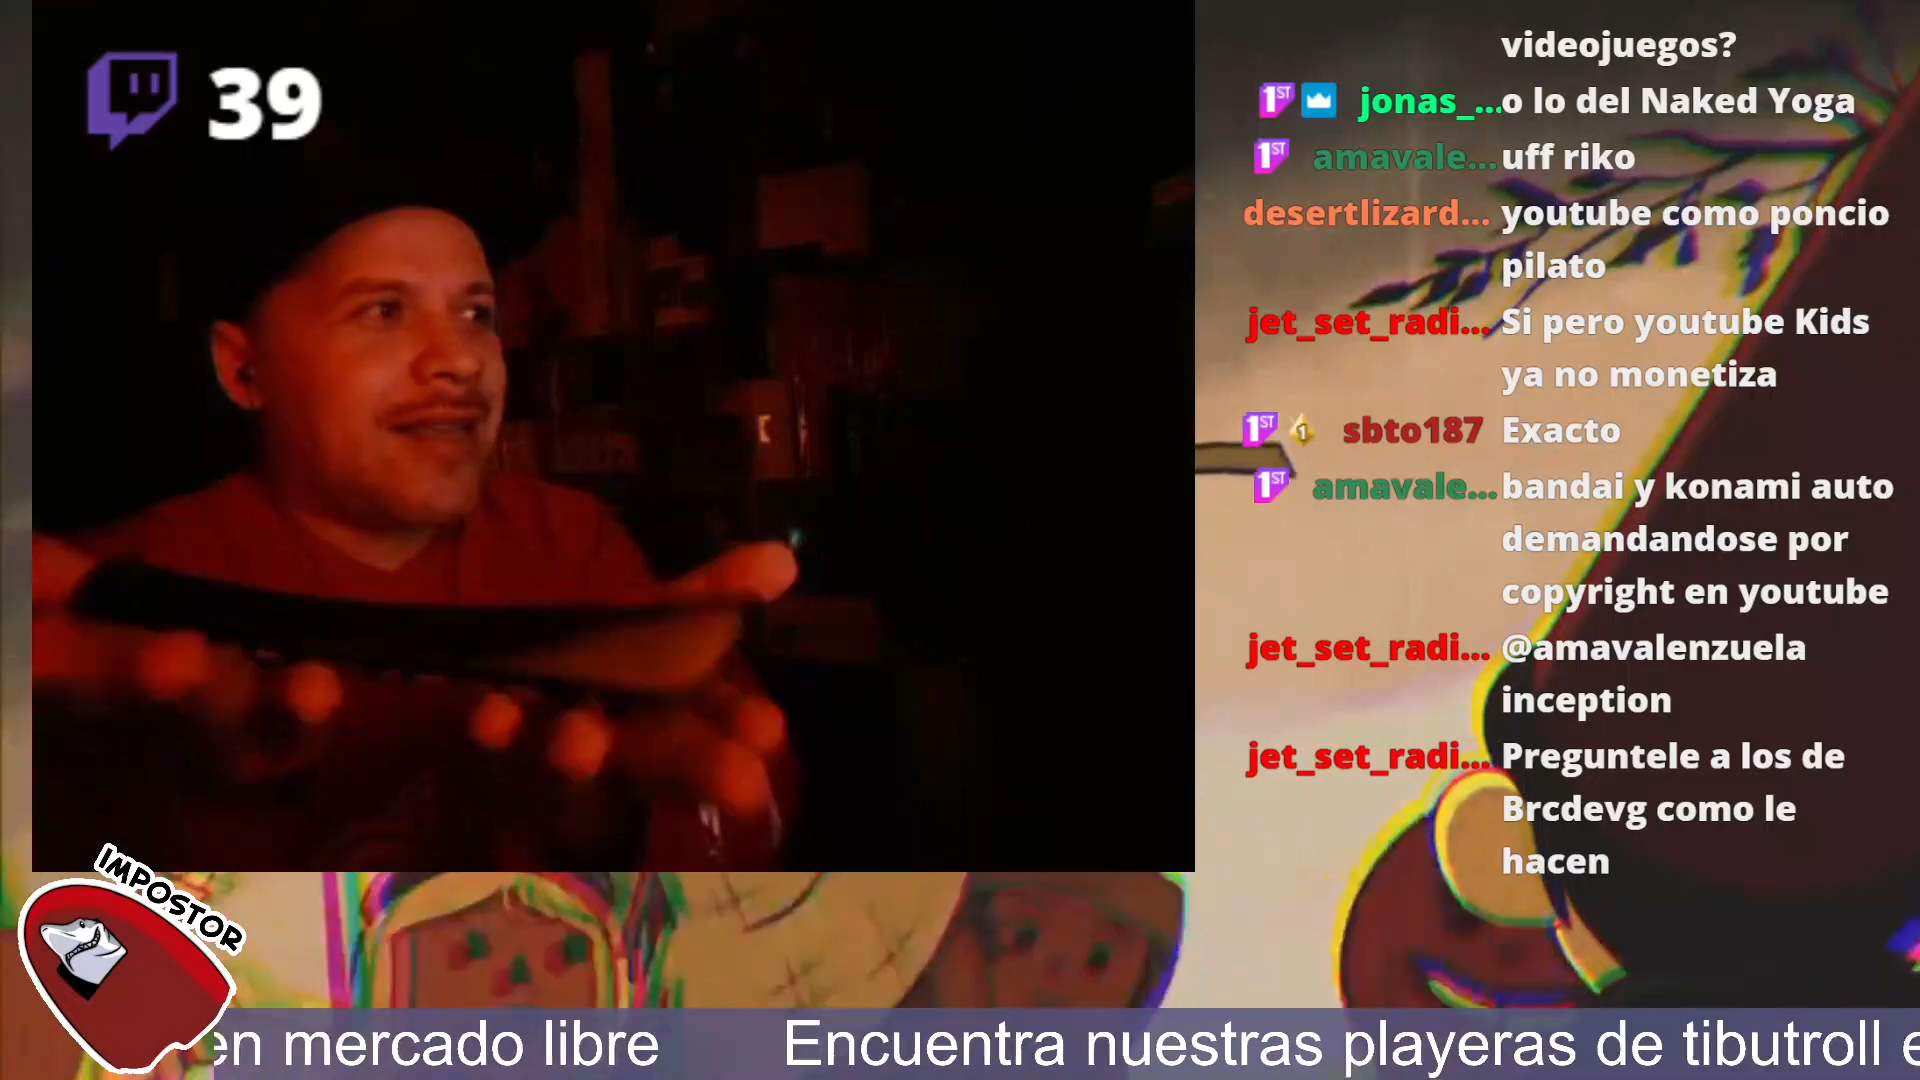 39
videojuegos?
jonas_... o lo del Naked Yoga
amavale... uff riko
desertlizard... youtube como poncio
pilato
jet_set_radi... Si pero youtube Kids
ya no monetiza
sbto187 Exacto
amavale... bandai y konami auto
demandandose por
copyright en youtube
jet_set_radi... @amavalenzuela
inception
jet_set_radi... Preguntele a los de
Brcdevg como le
hacen
IMPOSTOR
en mercado libre Encuentra nuestras playeras de tibutroll e